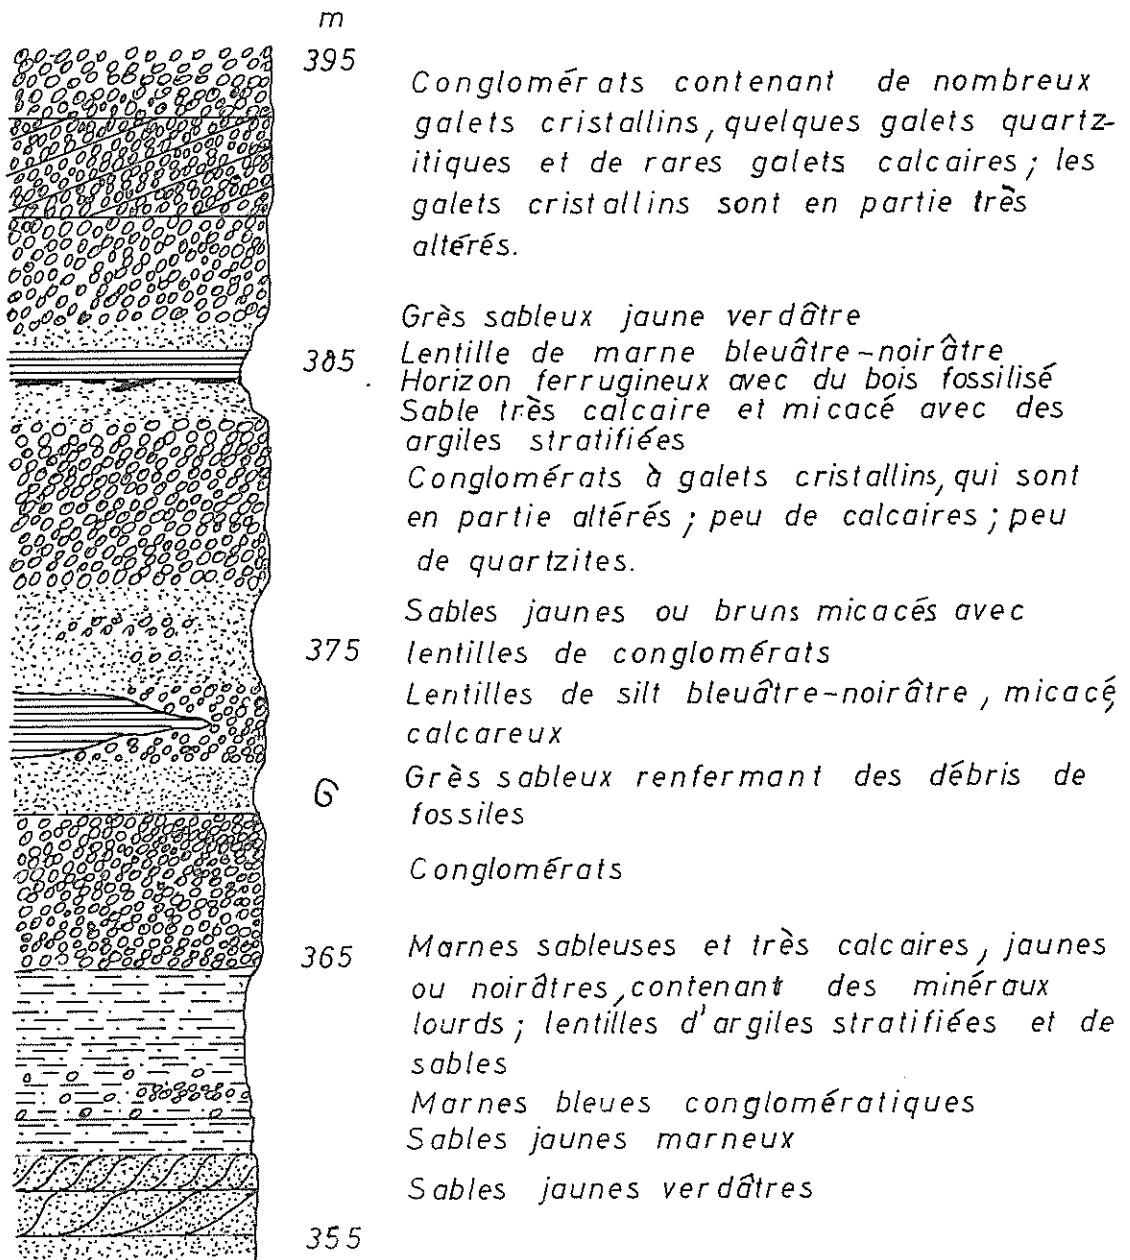 m
395
Conglomérats contenant de nombreux
galets cristallins, quelques galets quartz-
itiques et de rares galets calcaires; les
galets cristallins sont en partie très
altérés.
Grès sableux jaune verdâtre
385 Lentille de marne bleuâtre-noirâtre
Horizon ferrugineux avec du bois fossilisé
Sable très calcaire et micacé avec des
argiles stratifiées
Conglomérats à galets cristallins, qui sont
en partie altérés; peu de calcaires; peu
de quartzites.
Sables jaunes ou bruns micacés avec
375 lentilles de conglomérats
Lentilles de silt bleuâtre-noirâtre, micacé,
calcareux
Grès sableux renfermant des débris de
fossiles
Conglomérats
365 Marnes sableuses et très calcaires, jaunes
ou noirâtres, contenant des minéraux
lourds; lentilles d'argiles stratifiées et de
sables
Marnes bleues conglomératiques
Sables jaunes marneux
Sables jaunes verdâtres
355